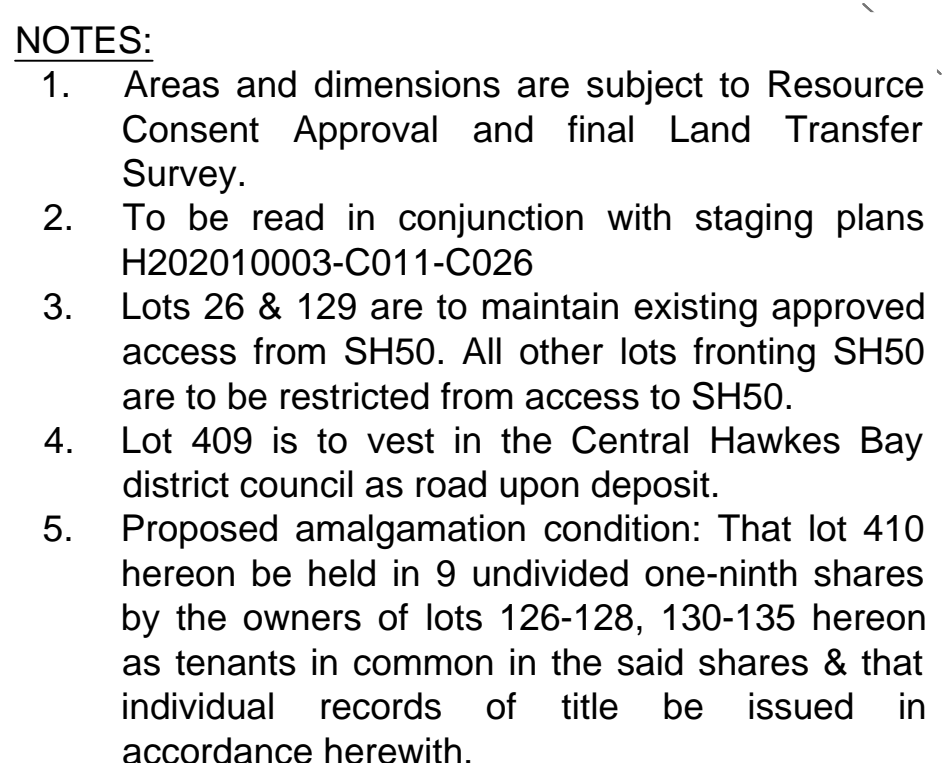 NOTES:
1. Areas and dimensions are subject to Resource
Consent Approval and final Land Transfer
Survey.
2. To be read in conjunction with staging plans
H202010003-C011-C026
3. Lots 26 & 129 are to maintain existing approved
access from SH50. All other lots fronting SH50
are to be restricted from access to SH50.
4. Lot 409 is to vest in the Central Hawkes Bay
district council as road upon deposit.
5. Proposed amalgamation condition: That lot 410
hereon be held in 9 undivided one-ninth shares
by the owners of lots 126-128, 130-135 hereon
as tenants in common in the said shares & that
individual records of title be issued in
accordance herewith.